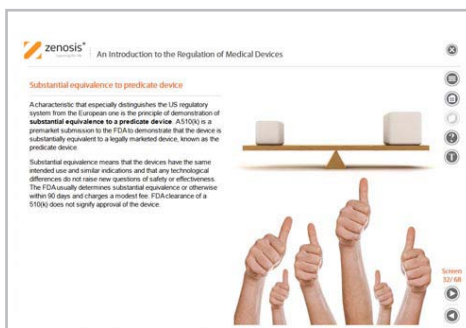 zenosis®
An Introduction to the Regulation of Medical Devices
Substantial equivalence to predicate device
A characteristic that especially distinguishes the US regulatory
system from the European one is the principle of demonstration of
substantial equivalence to a predicate device. A 510(k) is a
premarket submission to the FDA to demonstrate that the device is
substantially equivalent to a legally marketed device, known as the
predicate device.
Substantial equivalence means that the devices have the same
intended use and similar indications and that any technological
differences do not raise new questions of safety or effectiveness.
The FDA usually determines substantial equivalence or otherwise
within 90 days and charges a modest fee. FDA clearance of a
510(k) does not signify approval of the device.
?
T
Screen
32/ 68